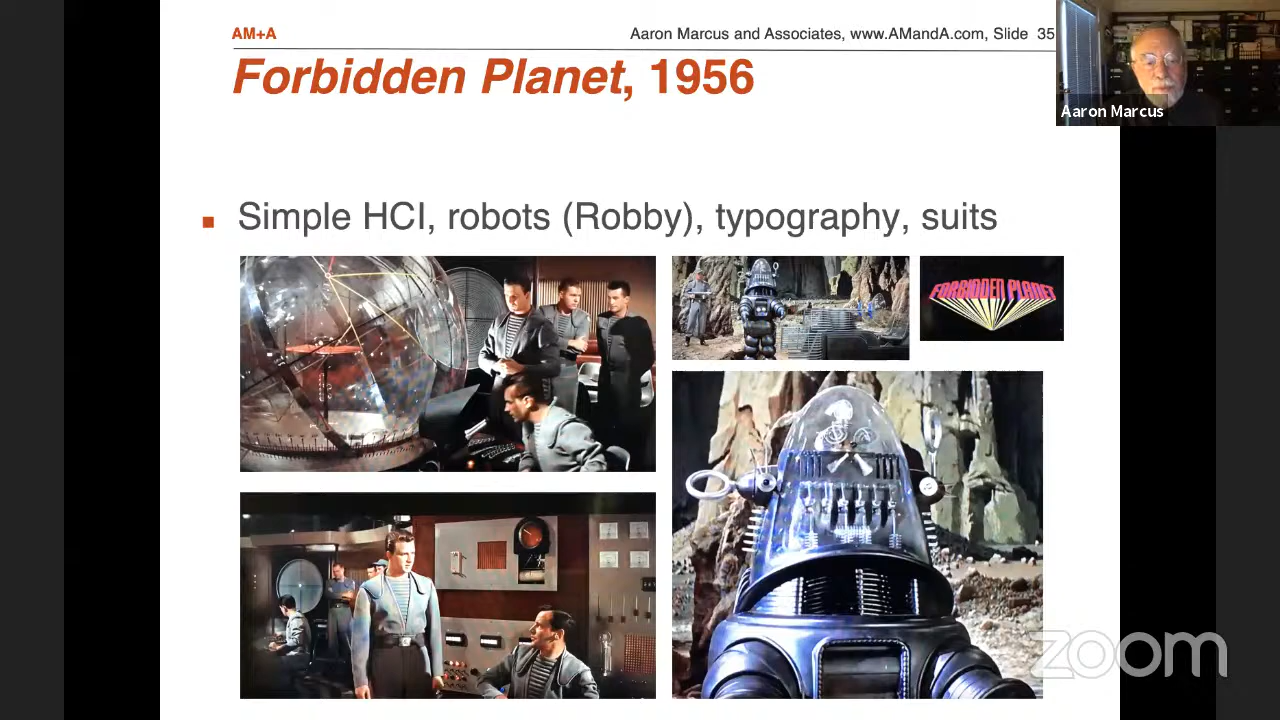 AM+A
Aaron Marcus and Associates, www.AMandA.com, Slide 35
Forbidden Planet, 1956
Aaron Marcus
▪ Simple HCI, robots (Robby), typography, suits
FORBIDDEN PLANET
zoom